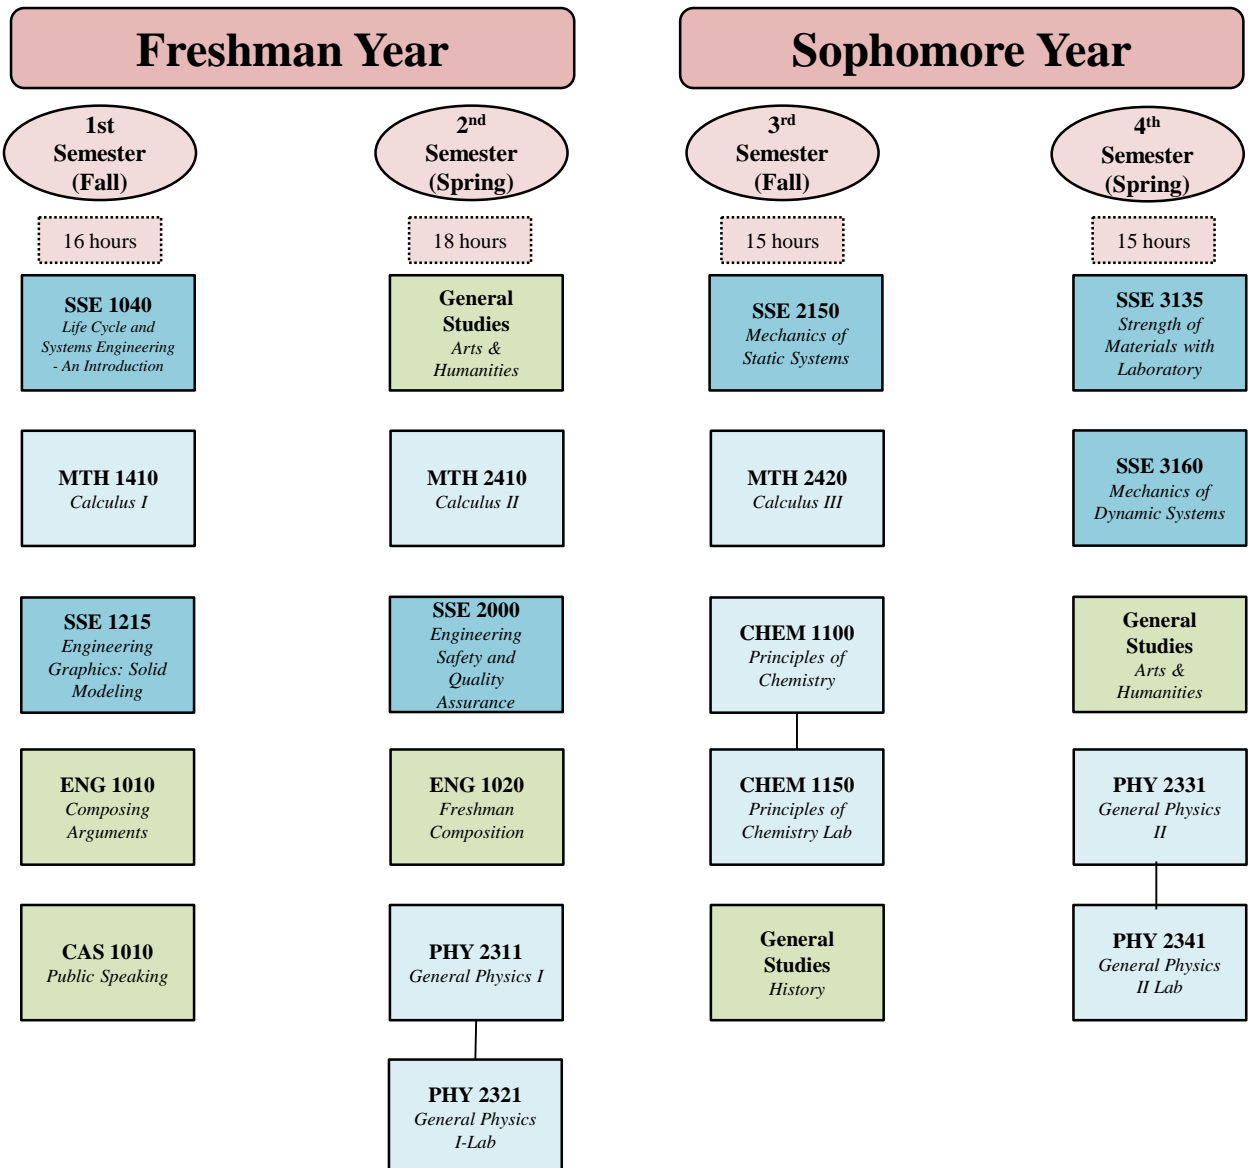 Freshman Year
Sophomore Year
1st
Semester
(Fall)
2nd
Semester
(Spring)
3rd
Semester
(Fall)
4th
Semester
(Spring)
16 hours
18 hours
15 hours
15 hours
SSE 1040
Life Cycle and
Systems Engineering
- An Introduction
General
Studies
Arts &
Humanities
SSE 2150
Mechanics of
Static Systems
SSE 3135
Strength of
Materials with
Laboratory
MTH 1410
Calculus I
MTH 2410
Calculus II
MTH 2420
Calculus III
SSE 3160
Mechanics of
Dynamic Systems
SSE 1215
Engineering
Graphics: Solid
Modeling
SSE 2000
Engineering
Safety and
Quality
Assurance
CHEM 1100
Principles of
Chemistry
General
Studies
Arts &
Humanities
ENG 1010
Composing
Arguments
ENG 1020
Freshman
Composition
CHEM 1150
Principles of
Chemistry Lab
PHY 2331
General Physics
II
CAS 1010
Public Speaking
PHY 2311
General Physics I
General
Studies
History
PHY 2341
General Physics
II Lab
PHY 2321
General Physics
I-Lab